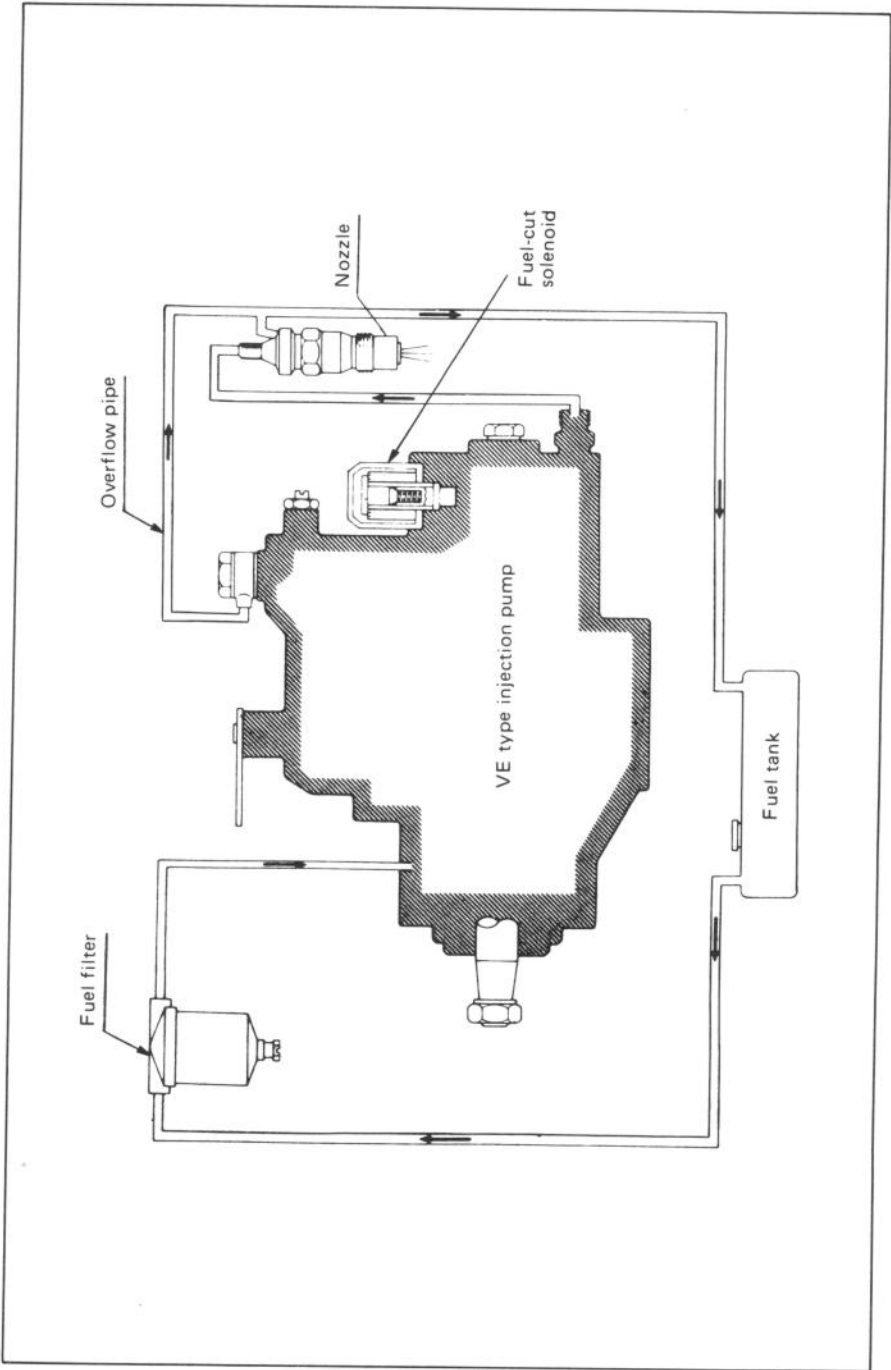 Overflow pipe
Nozzle
Fuel filter
Fuel-cut
solenoid
VE type injection pump
Fuel tank